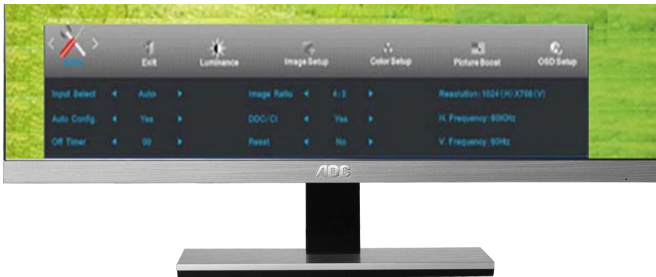 Extra
Exit
Luminance
Image Setup
Color Setup
Picture Boost
OSD Setup
Input Select Auto Image Ratio 4:3 Resolution: 1024(H)X768(V)
Auto Config. Yes DDC/CI Yes H. Frequency: 60KHz
Off Timer 00 Reset No V. Frequency: 60Hz
AOC